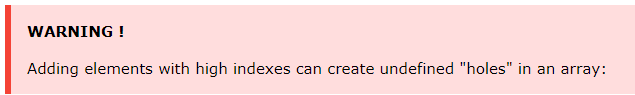 WARNING !
Adding elements with high indexes can create undefined "holes" in an array: